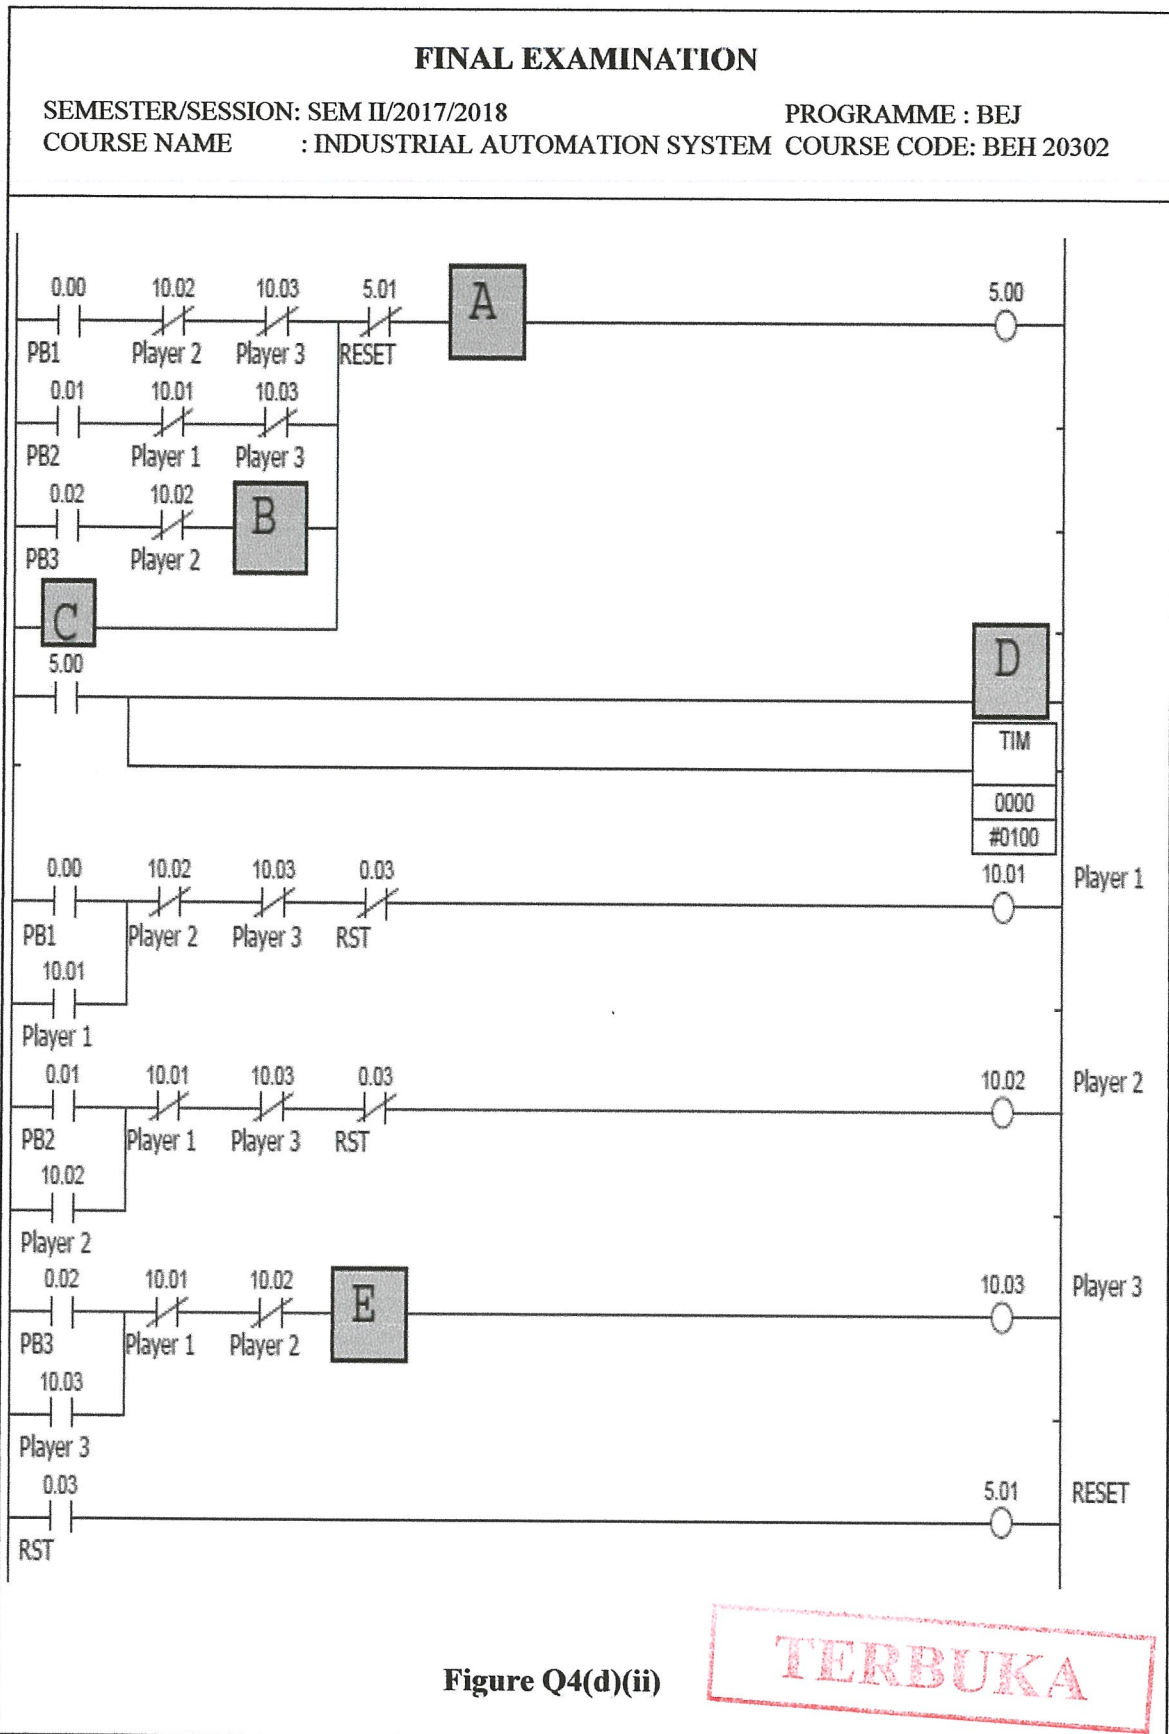 FINAL EXAMINATION
SEMESTER/SESSION: SEM II/2017/2018 PROGRAMME : BEJ
COURSE NAME : INDUSTRIAL AUTOMATION SYSTEM COURSE CODE: BEH 20302
0.00 10.02 10.03 5.01 A 5.00
PB1 Player 2 Player 3 RESET
0.01 10.01 10.03
PB2 Player 1 Player 3
0.02 10.02 B
PB3 Player 2
C
5.00 D
TIM
0000
#0100
0.00 10.02 10.03 0.03 10.01 Player 1
PB1 Player 2 Player 3 RST
10.01
Player 1
0.01 10.01 10.03 0.03 10.02 Player 2
PB2 Player 1 Player 3 RST
10.02
Player 2
0.02 10.01 10.02 E 10.03 Player 3
PB3 Player 1 Player 2
10.03
Player 3
0.03 5.01 RESET
RST
Figure Q4(d)(ii)
TERBUKA